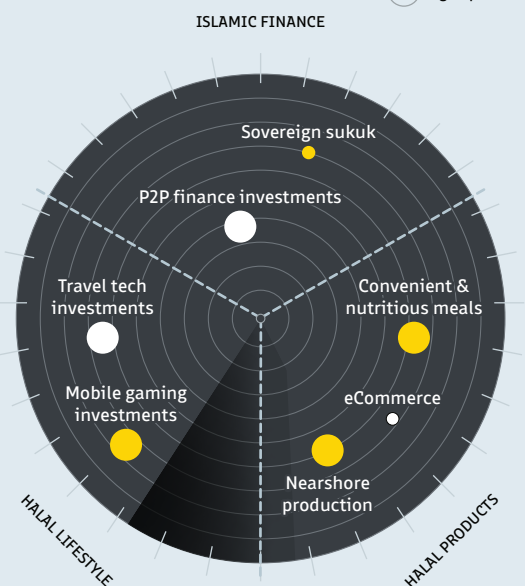 ISLAMIC FINANCE
Sovereign sukuk
P2P finance investments
Travel tech
investments
Convenient &
nutritious meals
Mobile gaming
investments
eCommerce
Nearshore
production
HALAL LIFESTYLE
HALAL PRODUCTS